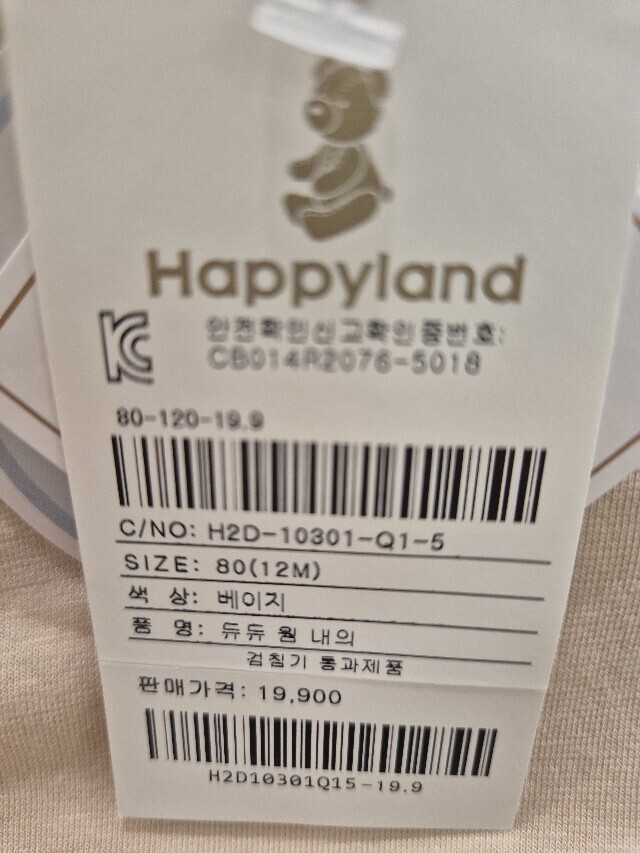 Happyland
안전확인신고확인증번호:
CB014R2076-5018
80-120-19.9
C/NO: H2D-10301-Q1-5
SIZE: 80(12M)
색 상: 베이지
품 명: 듀듀 웜 내의
검침기 통과제품
판매가격: 19,900
H2D10301Q15-19.9